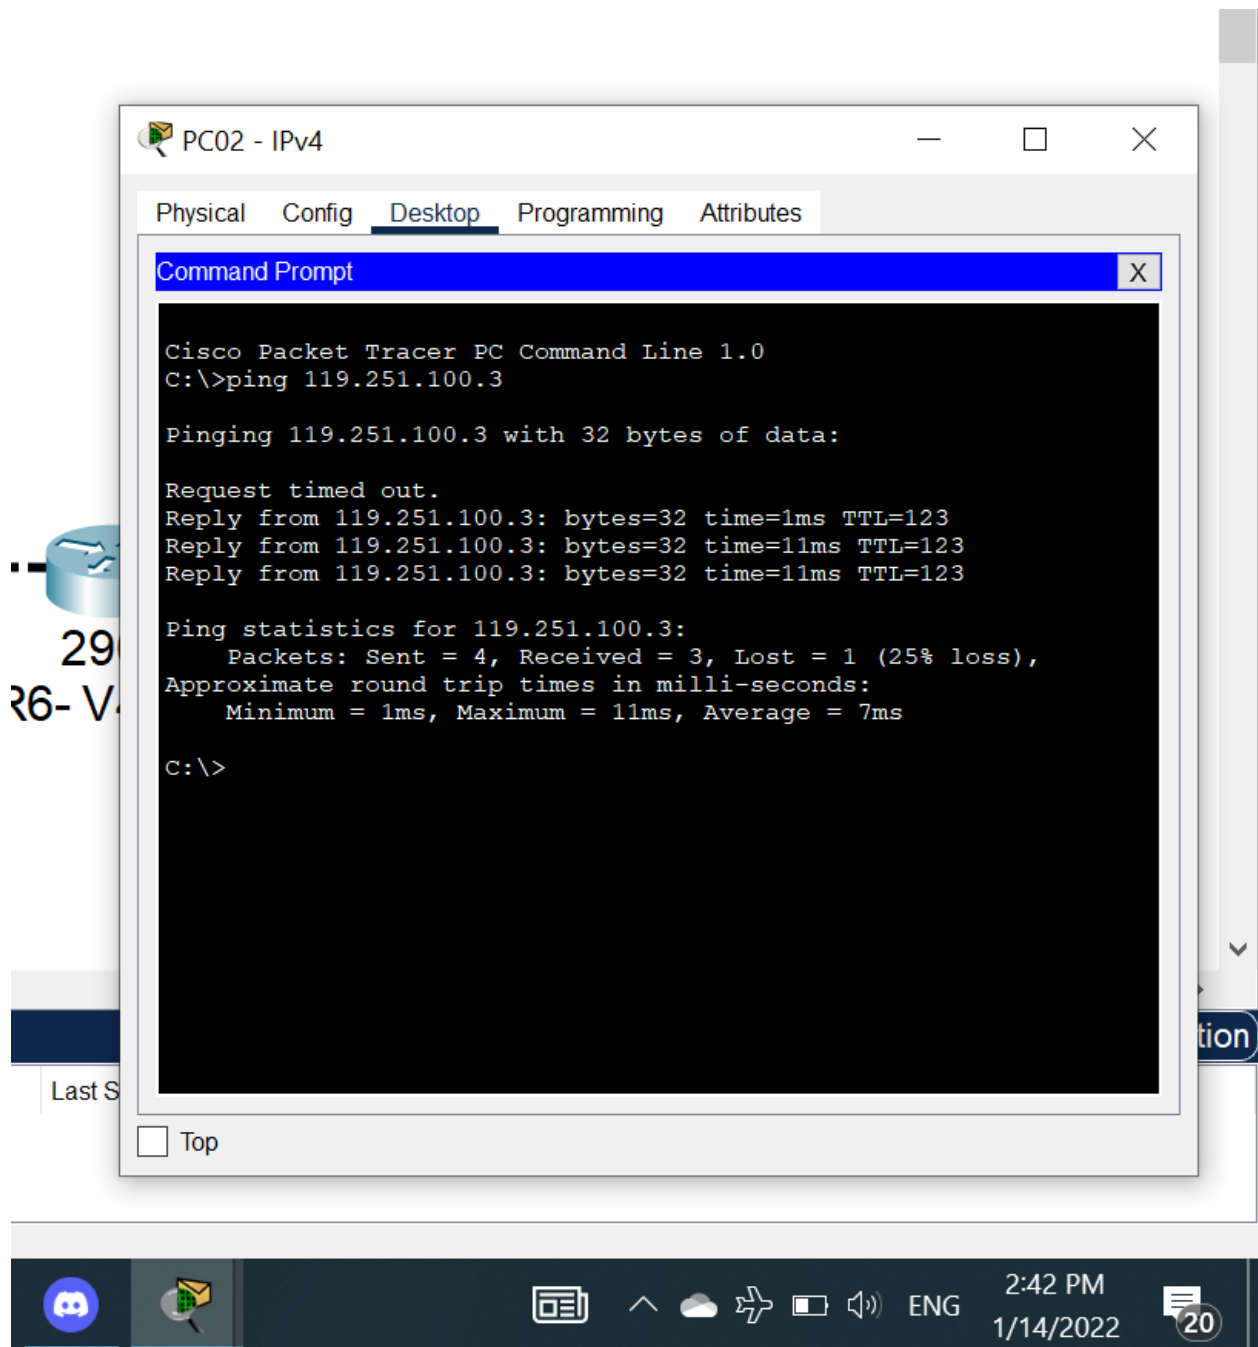 PC02 - IPv4
Physical Config Desktop Programming Attributes
Command Prompt X
Cisco Packet Tracer PC Command Line 1.0
C:\>ping 119.251.100.3
Pinging 119.251.100.3 with 32 bytes of data:
Request timed out.
Reply from 119.251.100.3: bytes=32 time=1ms TTL=123
Reply from 119.251.100.3: bytes=32 time=11ms TTL=123
Reply from 119.251.100.3: bytes=32 time=11ms TTL=123
Ping statistics for 119.251.100.3:
Packets: Sent = 4, Received = 3, Lost = 1 (25% loss),
Approximate round trip times in milli-seconds:
Minimum = 1ms, Maximum = 11ms, Average = 7ms
C:\>
29
R6- V
tion
Last S
Top
ENG
2:42 PM
1/14/2022
20